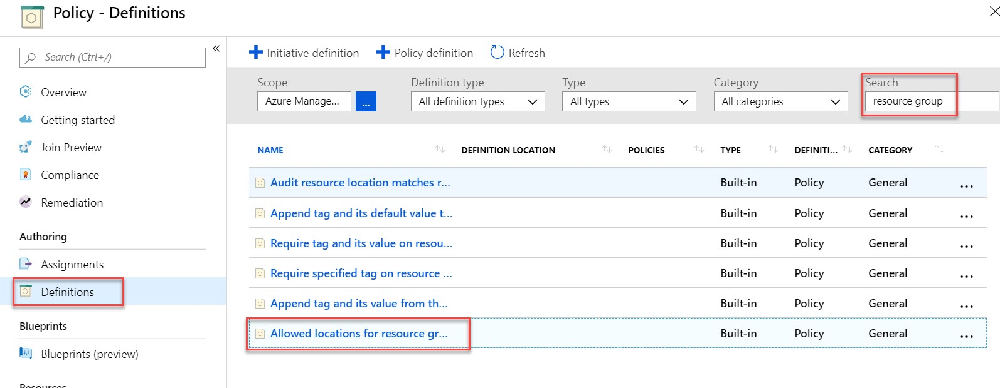 Policy - Definitions
Search (Ctrl+/)
Overview
Getting started
Join Preview
Compliance
Remediation
Authoring
Assignments
Definitions
Blueprints
Blueprints (preview)
Resources
Initiative definition Policy definition Refresh
Scope Definition type Type Category Search
Azure Manage... ... All definition types All types All categories resource group
NAME DEFINITION LOCATION POLICIES TYPE DEFINITI... CATEGORY
Audit resource location matches r... Built-in Policy General ...
Append tag and its default value t... Built-in Policy General ...
Require tag and its value on resou... Built-in Policy General ...
Require specified tag on resource ... Built-in Policy General ...
Append tag and its value from th... Built-in Policy General ...
Allowed locations for resource gr... Built-in Policy General ...